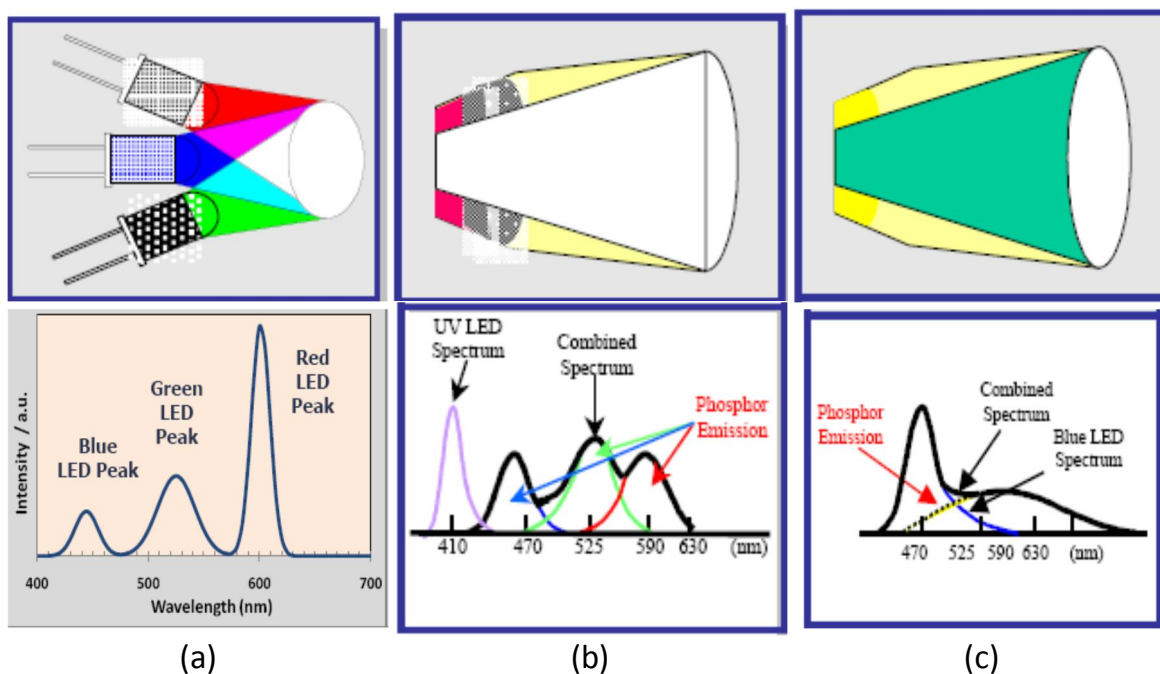 Intensity / a.u.
Blue
LED Peak
Green
LED
Peak
Red
LED
Peak
400
500
600
700
Wavelength (nm)
UV LED
Spectrum
Combined
Spectrum
Phosphor
Emission
410
470
525
590
630
(nm)
Phosphor
Emission
Combined
Spectrum
Blue LED
Spectrum
470
525
590
630
(nm)
(a)
(b)
(c)